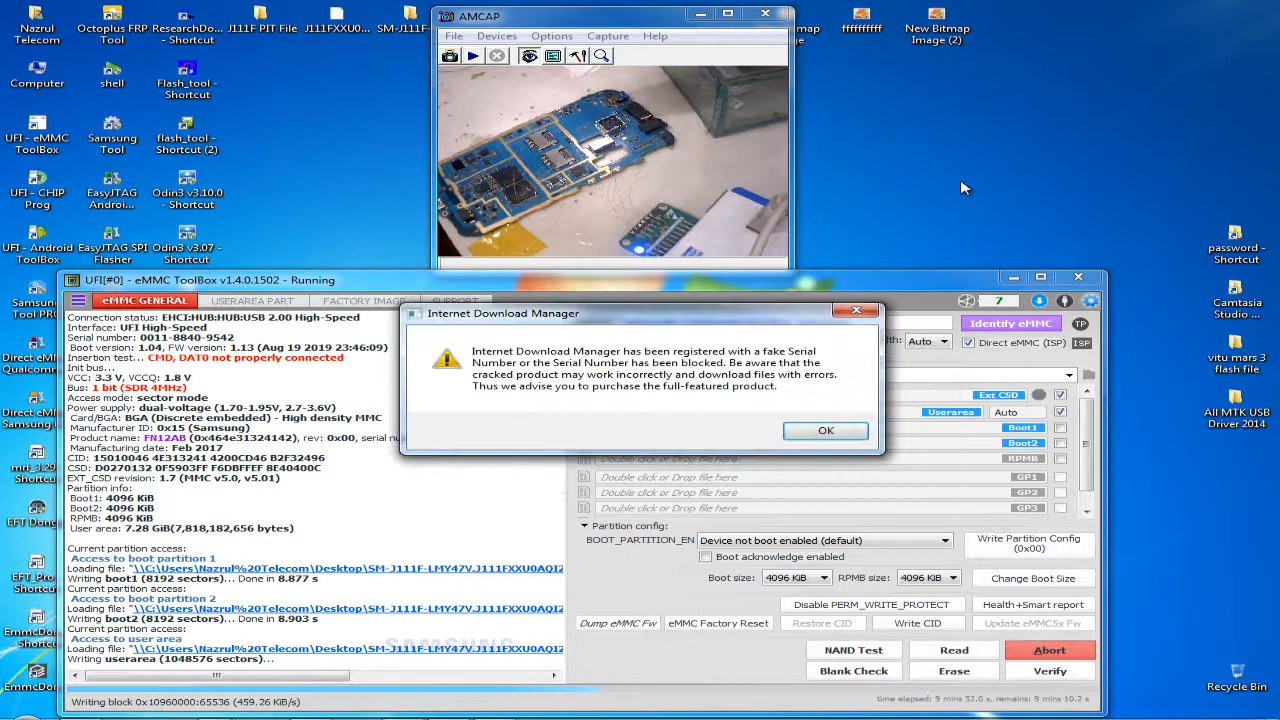 Nazrul
Telecom
Octoplus FRP
Tool
ResearchDo...
- Shortcut
J111F PIT File
J111FXXU0...
SM-J111F-
fffffffff
New Bitmap
Image (2)
Computer
shell
Flash_tool -
Shortcut
UFI - eMMC
ToolBox
Samsung
Tool
flash_tool -
Shortcut (2)
UFI - CHIP
Prog
EasyJTAG
Androi...
Odin3 v3.10.0
- Shortcut
UFI - Android
ToolBox
EasyJTAG SPI
Flasher
Odin3 v3.07 -
Shortcut
password -
Shortcut
Camtasia
Studio ...
vitu mars 3
flash file
All MTK USB
Driver 2014
Recycle Bin
AMCAP
File Devices Options Capture Help
UFI[#0] - eMMC ToolBox v1.4.0.1502 - Running
eMMC GENERAL USERAREA PART FACTORY IMAGE SUPPORT
7
Connection status: EHCI:HUB:HUB:USB 2.00 High-Speed
Interface: UFI High-Speed
Serial number: 0011-8840-9542
Boot version: 1.04, FW version: 1.13 (Aug 19 2019 23:46:09)
Insertion test... CMD, DAT0 not properly connected
Init bus...
VCC: 3.3 V, VCCQ: 1.8 V
Bus: 1 bit (SDR 4MHz)
Access mode: sector mode
Power supply: dual-voltage (1.70-1.95V, 2.7-3.6V)
Card/BGA: BGA (Discrete embedded) - High density MMC
Manufacturer ID: 0x15 (Samsung)
Product name: FN12AB (0x464e31324142), rev: 0x00, serial nu
Manufacturing date: Feb 2017
CID: 15010046 4E313241 4200CD46 B2F32496
CSD: D0270132 0F5903FF F6DBFFEF 8E40400C
EXT_CSD revision: 1.7 (MMC v5.0, v5.01)
Partition info:
Boot1: 4096 KiB
Boot2: 4096 KiB
RPMB: 4096 KiB
User area: 7.28 GiB(7,818,182,656 bytes)
Current partition access:
Access to boot partition 1
Loading file: "\\C:\Users\Nazrul%20Telecom\Desktop\SM-J111F-LMY47V.J111FXXU0AQI2
Writing boot1 (8192 sectors)... Done in 8.877 s
Current partition access:
Access to boot partition 2
Loading file: "\\C:\Users\Nazrul%20Telecom\Desktop\SM-J111F-LMY47V.J111FXXU0AQI2
Writing boot2 (8192 sectors)... Done in 8.903 s
Current partition access:
Access to user area
Loading file: "\\C:\Users\Nazrul%20Telecom\Desktop\SM-J111F-LMY47V.J111FXXU0AQI2
Writing userarea (1048576 sectors)...
SAMSUNG
Internet Download Manager
Internet Download Manager has been registered with a fake Serial
Number or the Serial Number has been blocked. Be aware that the
cracked product may work incorrectly and download files with errors.
Thus we advise you to purchase the full-featured product.
OK
Identify eMMC TP
Auto Direct eMMC (ISP) ISP
Ext CSD
Userarea Auto
Boot1
Boot2
Double click or Drop file here RPMB
Double click or Drop file here GP1
Double click or Drop file here GP2
Double click or Drop file here GP3
Partition config:
BOOT_PARTITION_EN Device not boot enabled (default)
Boot acknowledge enabled
Write Partition Config
(0x00)
Boot size: 4096 KiB RPMB size: 4096 KiB Change Boot Size
Disable PERM_WRITE_PROTECT Health+Smart report
Dump eMMC Fw eMMC Factory Reset Restore CID Write CID Update eMMC5x Fw
NAND Test Read Abort
Blank Check Erase Verify
Writing block 0x10960000:65536 (459.26 KiB/s)
time elapsed: 9 mins 52.0 s, remains: 9 mins 10.2 s